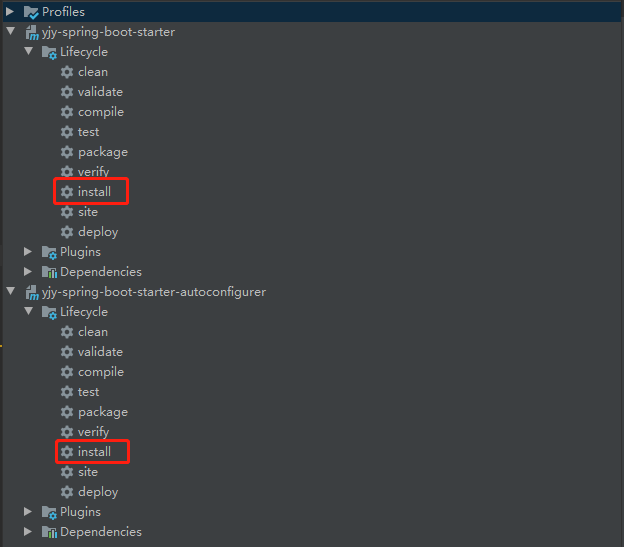 Profiles
yjy-spring-boot-starter
Lifecycle
clean
validate
compile
test
package
verify
install
site
deploy
Plugins
Dependencies
yjy-spring-boot-starter-autoconfigurer
Lifecycle
clean
validate
compile
test
package
verify
install
site
deploy
Plugins
Dependencies